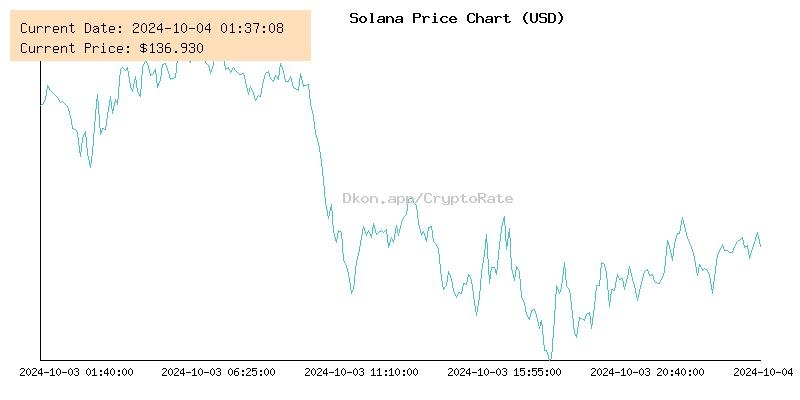 Solana Price Chart (USD)
Current Date: 2024-10-04 01:37:08
Current Price: $136.930
Dkon.app/CryptoRate
2024-10-03 01:40:00 2024-10-03 06:25:00 2024-10-03 11:10:00 2024-10-03 15:55:00 2024-10-03 20:40:00 2024-10-04